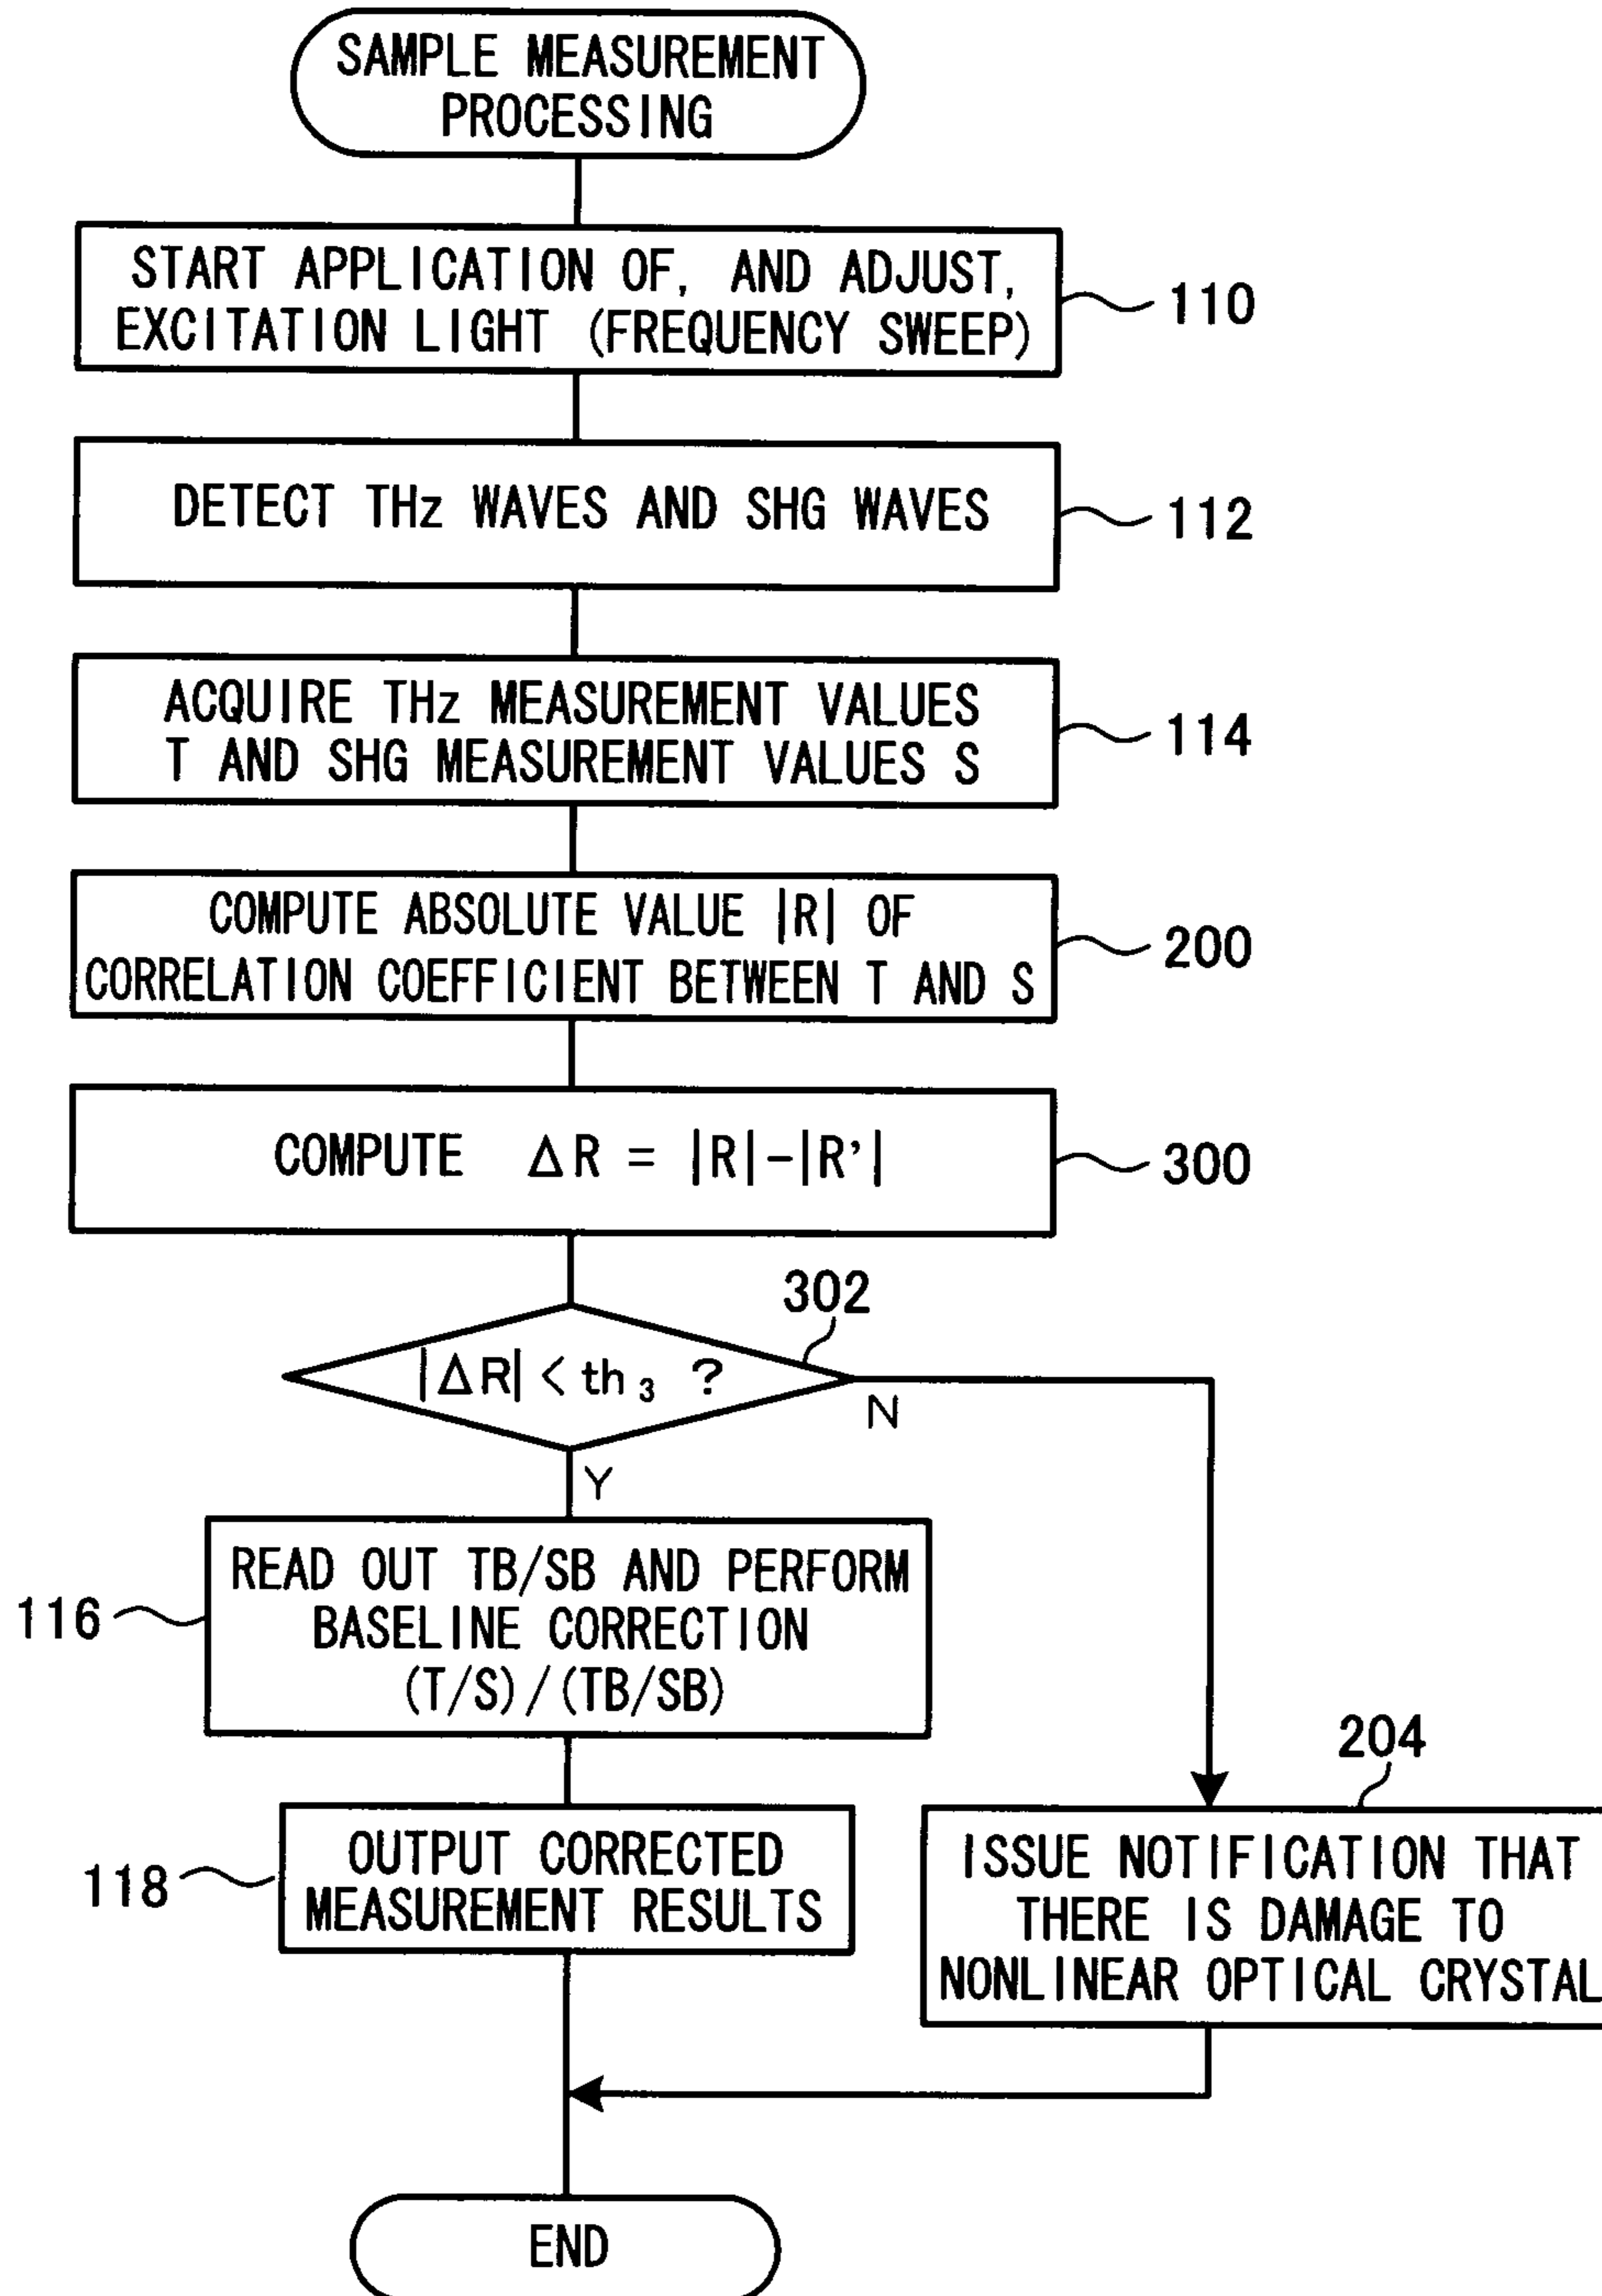 SAMPLE MEASUREMENT
PROCESSING
START APPLICATION OF, AND ADJUST,
EXCITATION LIGHT (FREQUENCY SWEEP)
110
DETECT THz WAVES AND SHG WAVES
112
ACQUIRE THz MEASUREMENT VALUES
T AND SHG MEASUREMENT VALUES S
114
COMPUTE ABSOLUTE VALUE |R| OF
CORRELATION COEFFICIENT BETWEEN T AND S
200
COMPUTE ΔR = |R|-|R'|
300
302
|ΔR| < th₃ ?
N
Y
READ OUT TB/SB AND PERFORM
BASELINE CORRECTION
(T/S)/(TB/SB)
116
204
OUTPUT CORRECTED
MEASUREMENT RESULTS
118
ISSUE NOTIFICATION THAT
THERE IS DAMAGE TO
NONLINEAR OPTICAL CRYSTAL
END